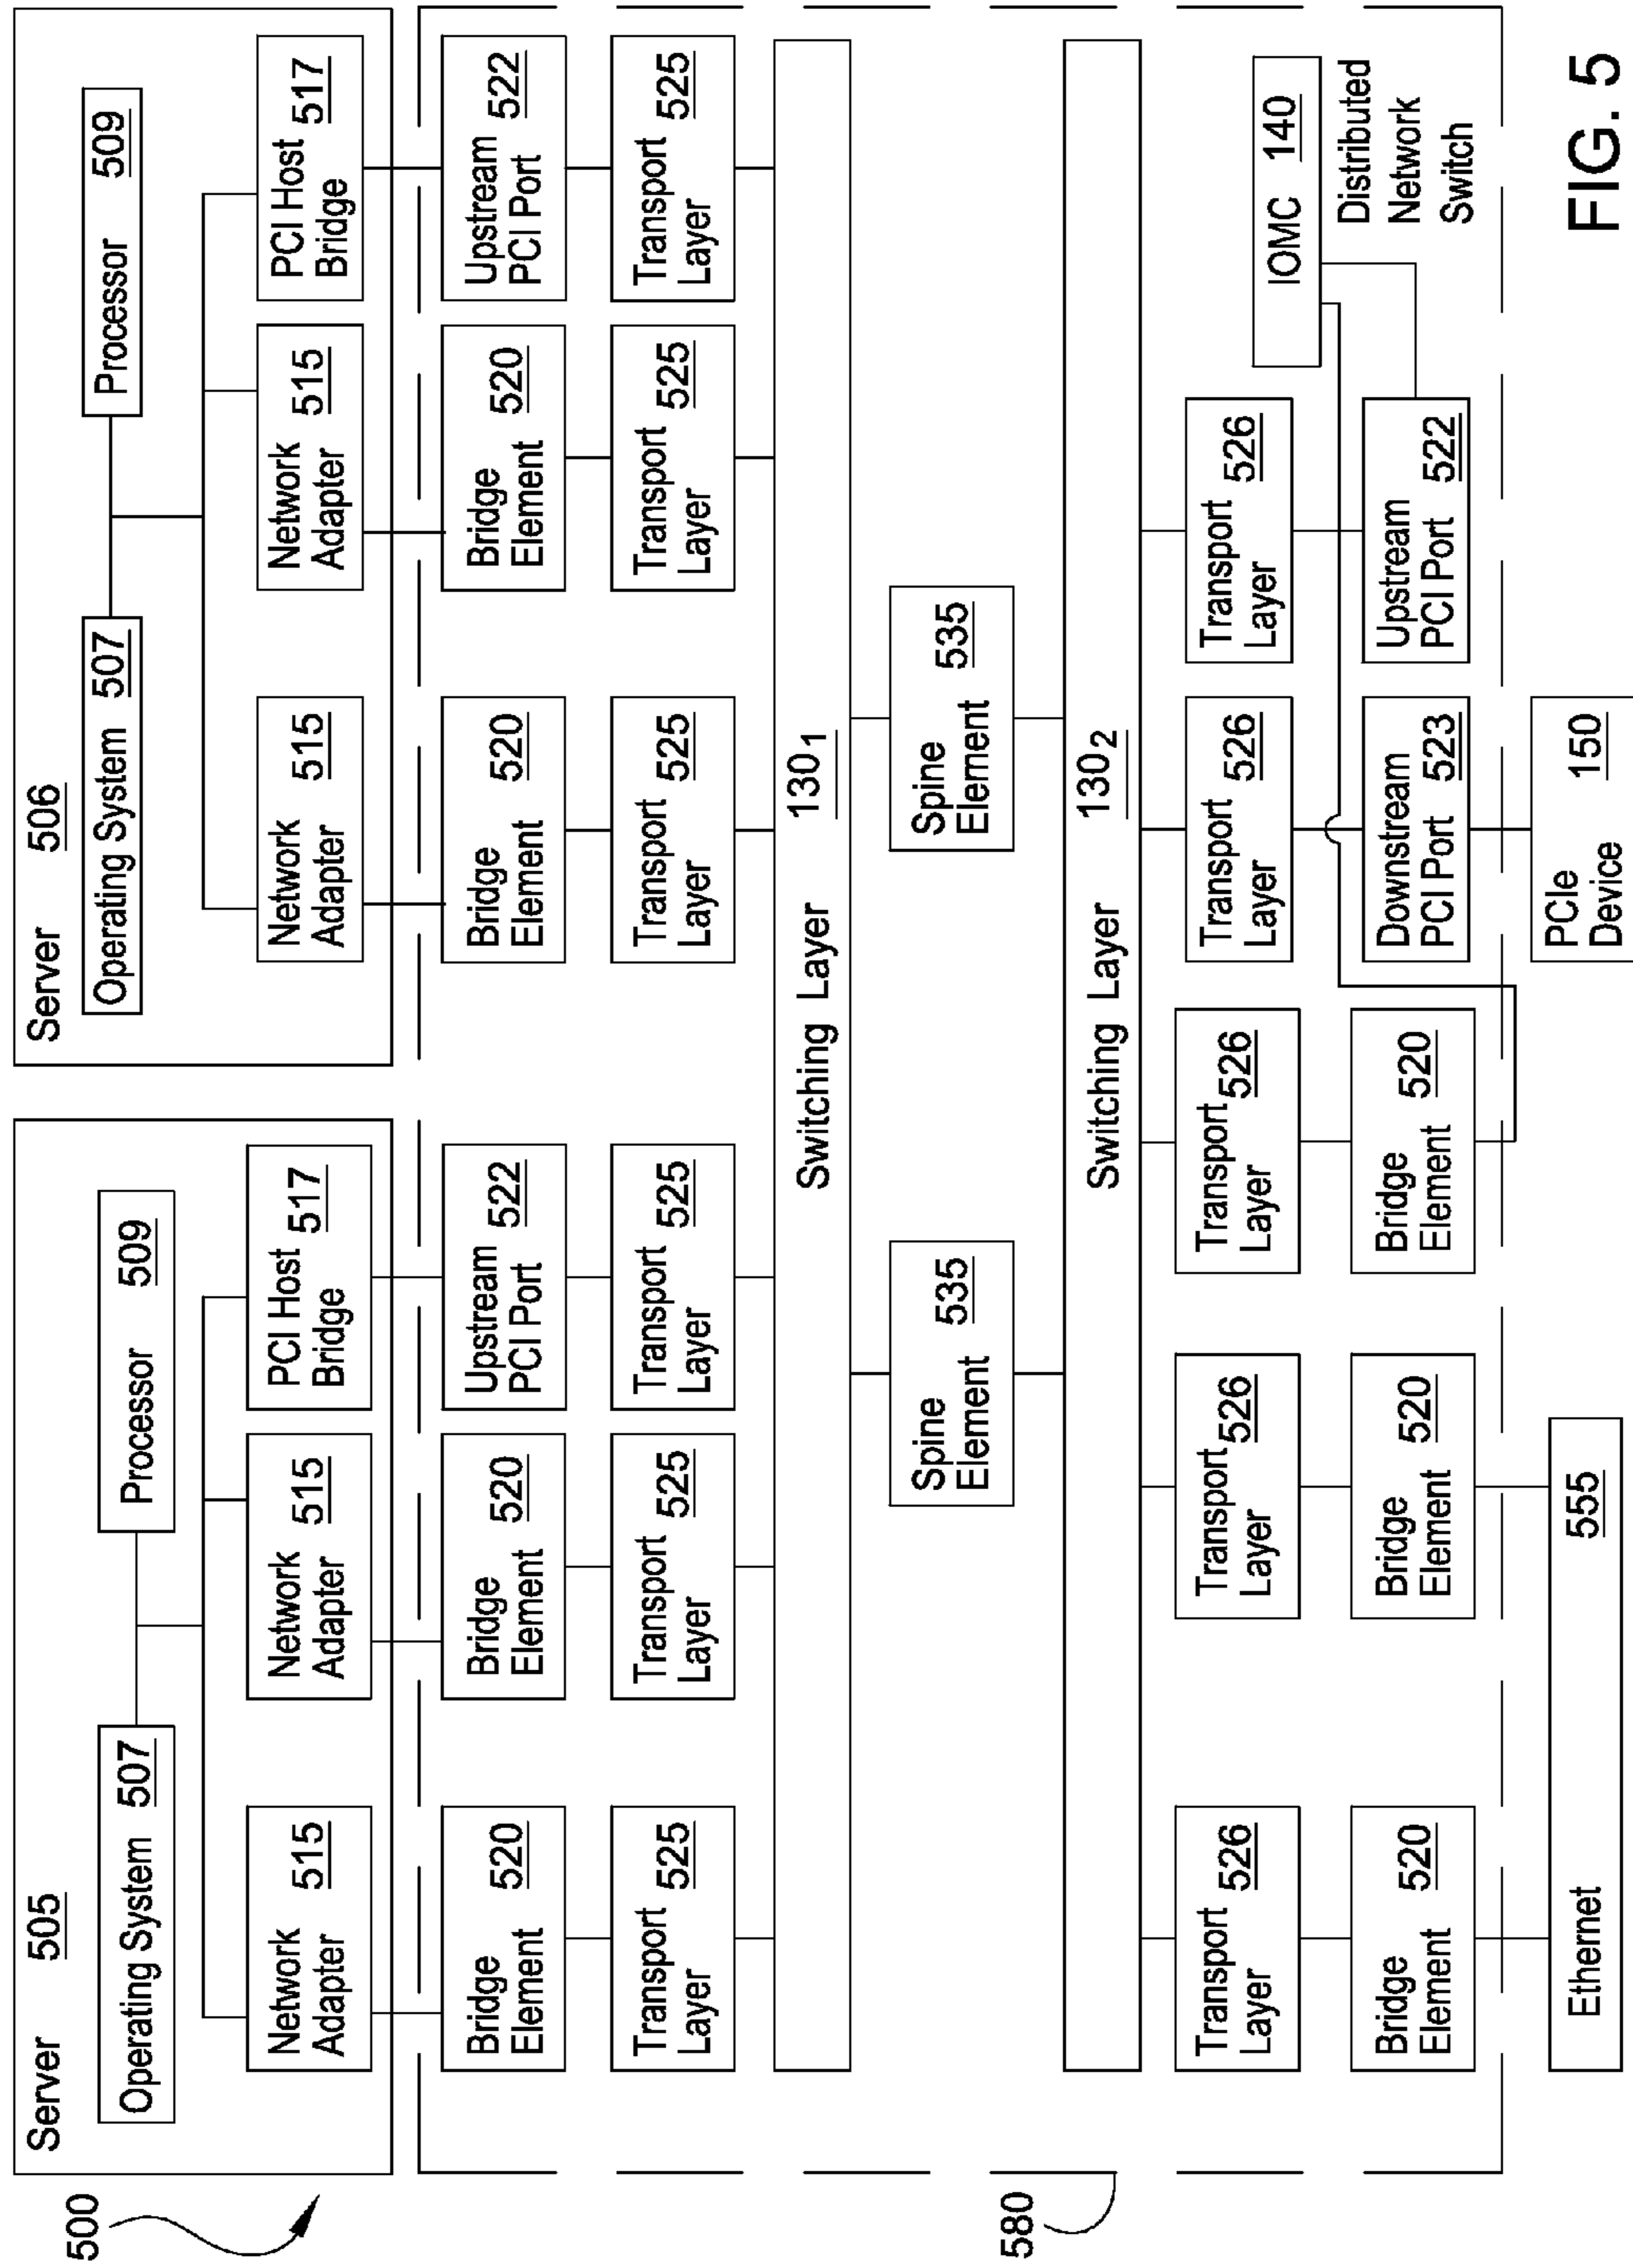 500
Server 505
Operating System 507
Processor 509
Network Adapter 515
Network Adapter 515
PCI Host Bridge 517
Server 506
Operating System 507
Processor 509
Network Adapter 515
Network Adapter 515
PCI Host Bridge 517
Bridge Element 520
Bridge Element 520
Upstream PCI Port 522
Bridge Element 520
Bridge Element 520
Upstream PCI Port 522
Transport Layer 525
Transport Layer 525
Transport Layer 525
Transport Layer 525
Transport Layer 525
Transport Layer 525
Switching Layer 130₁
Spine Element 535
Spine Element 535
580
Switching Layer 130₂
Transport Layer 526
Transport Layer 526
Transport Layer 526
Transport Layer 526
Transport Layer 526
IOMC 140
Distributed
Network
Switch
Bridge Element 520
Bridge Element 520
Bridge Element 520
Downstream PCI Port 523
Upstream PCI Port 522
Ethernet 555
PCIe Device 150
FIG. 5